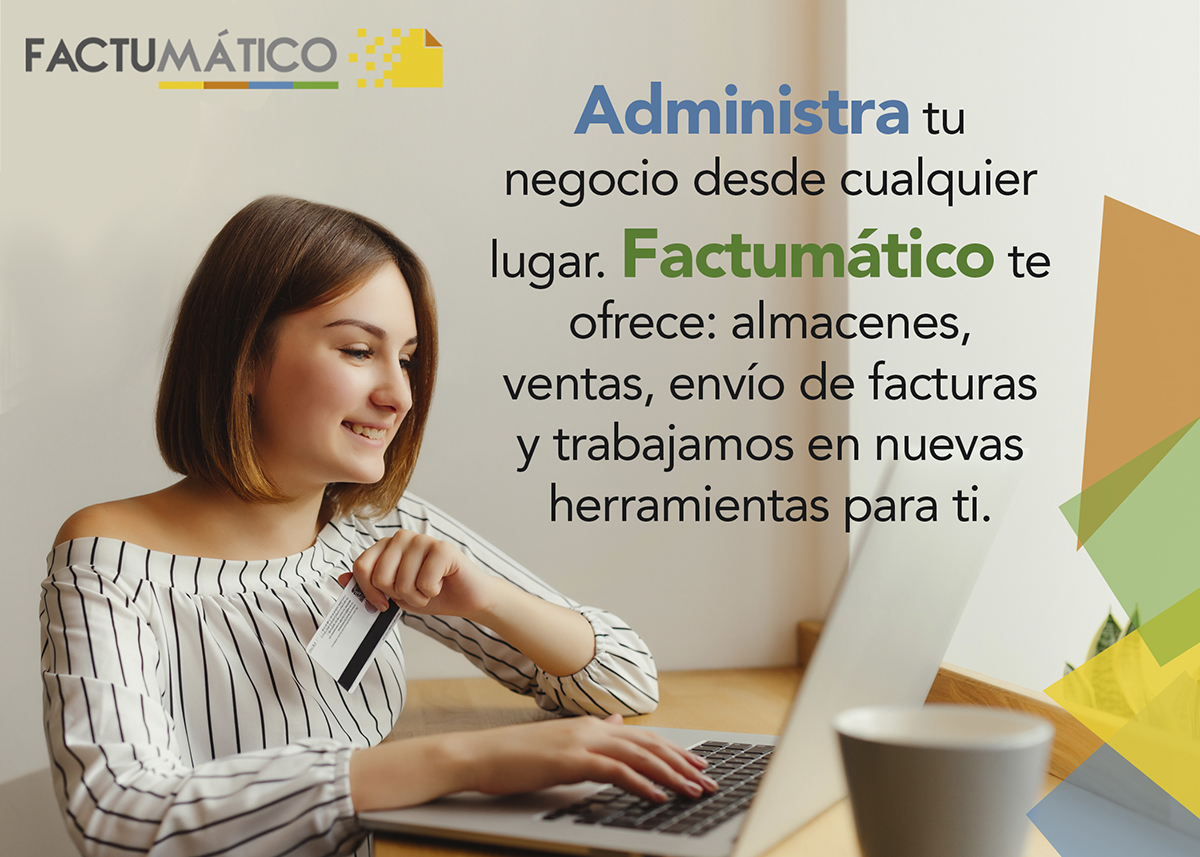 FACTUMÁTICO
Administra tu
negocio desde cualquier
lugar. Factumático te
ofrece: almacenes,
ventas, envío de facturas
y trabajamos en nuevas
herramientas para ti.